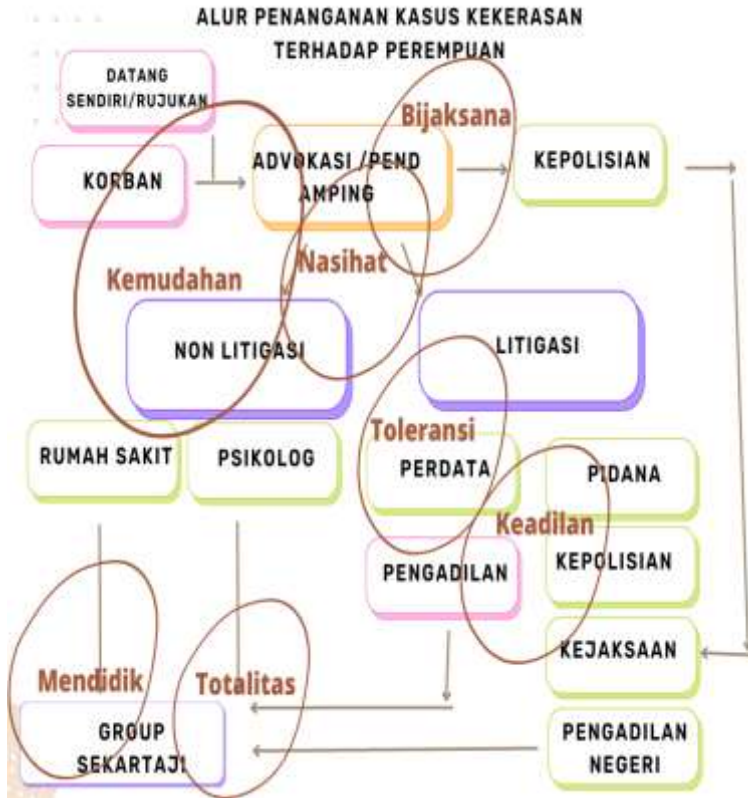 ALUR PENANGANAN KASUS KEKERASAN
TERHADAP PEREMPUAN
DATANG
SENDIRI/RUJUKAN
Bijaksana
KORBAN
ADVOKASI /PEND
AMPING
KEPOLISIAN
Kemudahan
Nasihat
NON LITIGASI
LITIGASI
RUMAH SAKIT
PSIKOLOG
Toleransi
PERDATA
PIDANA
Keadilan
PENGADILAN
KEPOLISIAN
KEJAKSAAN
Mendidik
Totalitas
GROUP
SEKARTAJI
PENGADILAN
NEGERI